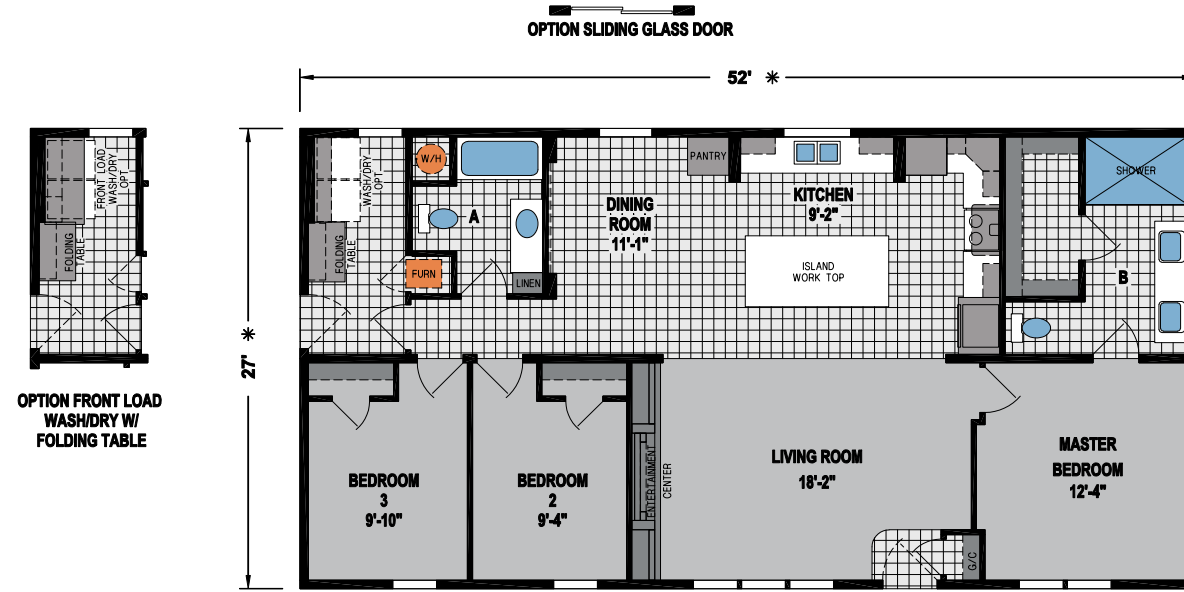 OPTION SLIDING GLASS DOOR
52' ✳
27' ✳
FRONT LOAD
WASH/DRY
OPT
FOLDING
TABLE
OPTION FRONT LOAD
WASH/DRY W/
FOLDING TABLE
WASH/DRY
OPT
FOLDING
TABLE
W/H
A
FURN
LINEN
DINING
ROOM
11'-1"
PANTRY
KITCHEN
9'-2"
ISLAND
WORK TOP
SHOWER
B
BEDROOM
3
9'-10"
BEDROOM
2
9'-4"
ENTERTAINMENT
CENTER
LIVING ROOM
18'-2"
G/C
MASTER
BEDROOM
12'-4"